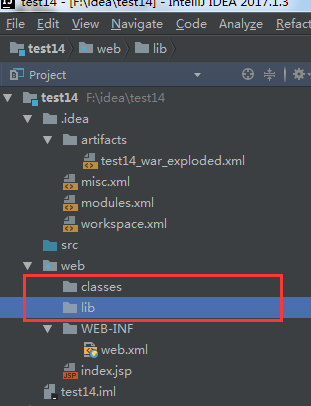 test14 - [F:\idea\test14] - IntelliJ IDEA 2017.1.3
File Edit View Navigate Code Analyze Refact
test14 web lib
Project
test14 F:\idea\test14
.idea
artifacts
test14_war_exploded.xml
misc.xml
modules.xml
workspace.xml
src
web
classes
lib
WEB-INF
web.xml
index.jsp
test14.iml